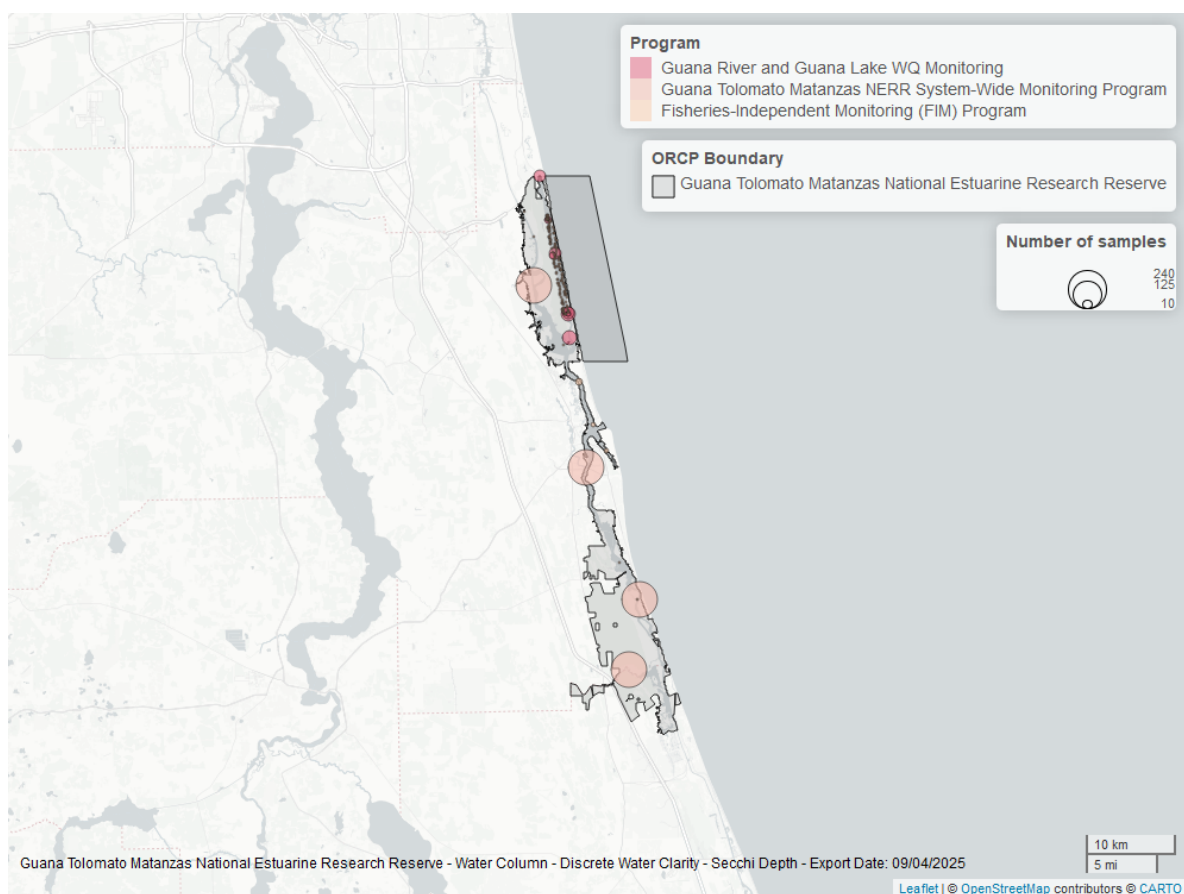 Program
Guana River and Guana Lake WQ Monitoring
Guana Tolomato Matanzas NERR System-Wide Monitoring Program
Fisheries-Independent Monitoring (FIM) Program
ORCP Boundary
Guana Tolomato Matanzas National Estuarine Research Reserve
Number of samples
240
125
10
10 km
5 mi
Guana Tolomato Matanzas National Estuarine Research Reserve - Water Column - Discrete Water Clarity - Secchi Depth - Export Date: 09/04/2025
Leaflet | © OpenStreetMap contributors © CARTO